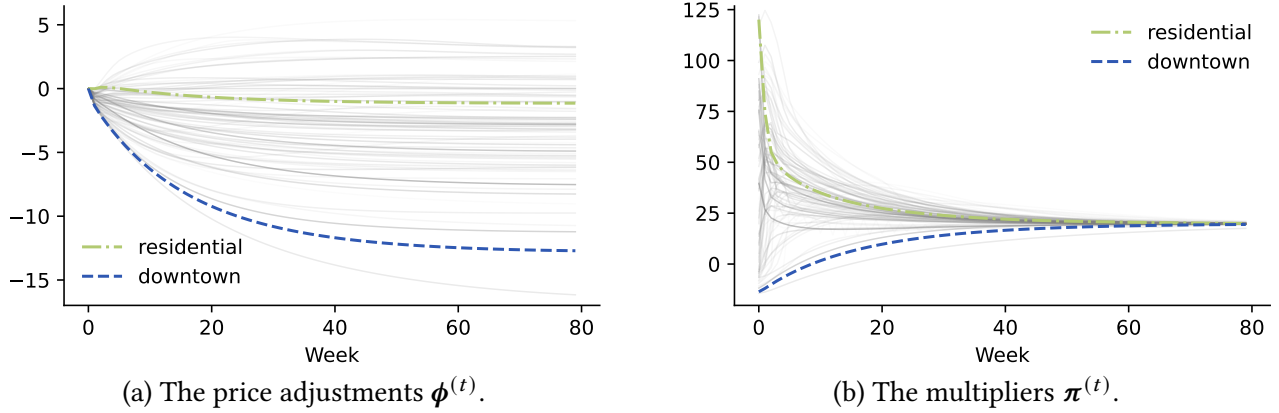 5
0
−5
−10
−15
residential
downtown
0 20 40 60 80
Week
(a) The price adjustments ϕ^(t).
125
100
75
50
25
0
residential
downtown
0 20 40 60 80
Week
(b) The multipliers π^(t).